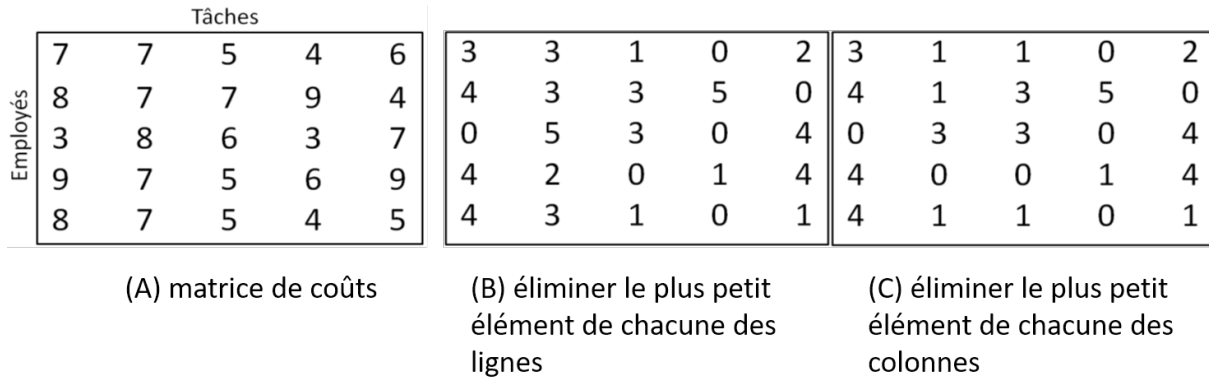 Tâches
Employés
7 7 5 4 6
8 7 7 9 4
3 8 6 3 7
9 7 5 6 9
8 7 5 4 5
(A) matrice de coûts
3 3 1 0 2
4 3 3 5 0
0 5 3 0 4
4 2 0 1 4
4 3 1 0 1
(B) éliminer le plus petit
élément de chacune des
lignes
3 1 1 0 2
4 1 3 5 0
0 3 3 0 4
4 0 0 1 4
4 1 1 0 1
(C) éliminer le plus petit
élément de chacune des
colonnes